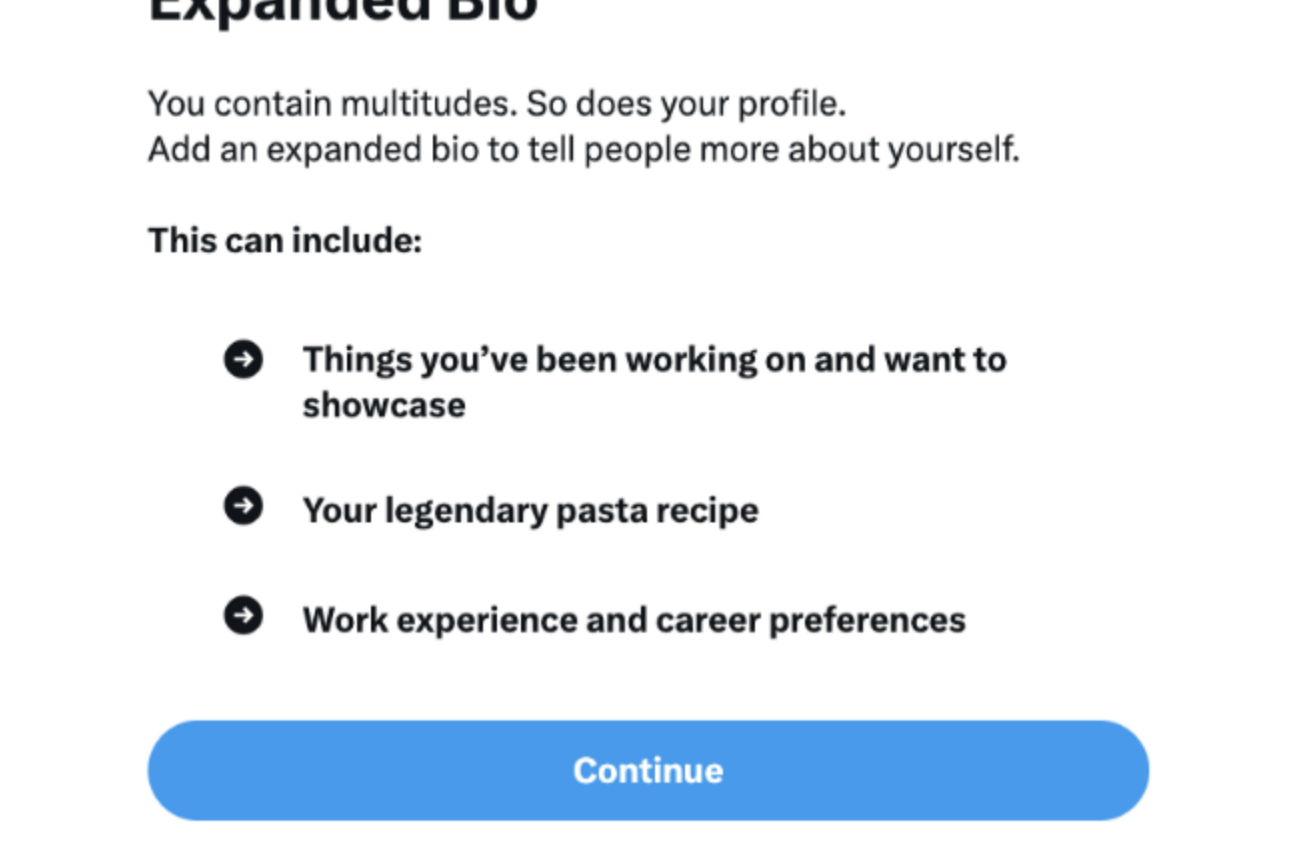 Expanded Bio
You contain multitudes. So does your profile.
Add an expanded bio to tell people more about yourself.
This can include:
Things you’ve been working on and want to
showcase
Your legendary pasta recipe
Work experience and career preferences
Continue